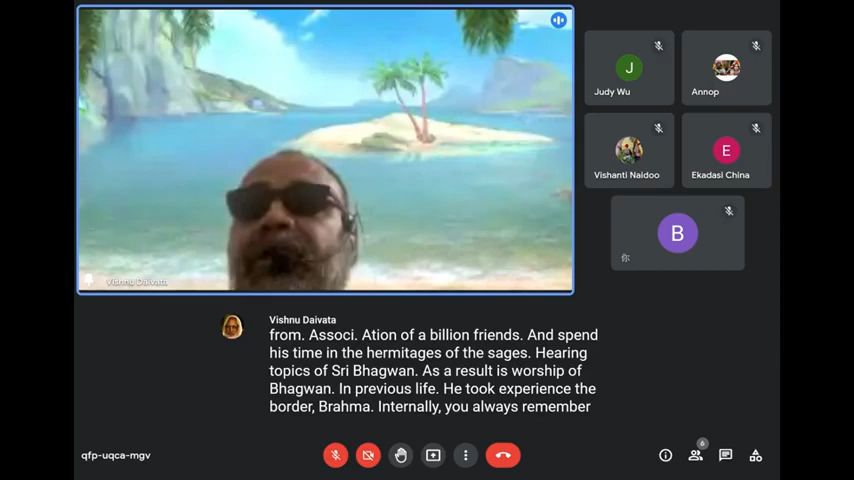 Vishnu Daivata
J
Judy Wu
Annop
Vishanti Naidoo
E
Ekadasi China
B
你
Vishnu Daivata
from. Associ. Ation of a billion friends. And spend
his time in the hermitages of the sages. Hearing
topics of Sri Bhagwan. As a result is worship of
Bhagwan. In previous life. He took experience the
border, Brahma. Internally, you always remember
qfp-uqca-mgv
6